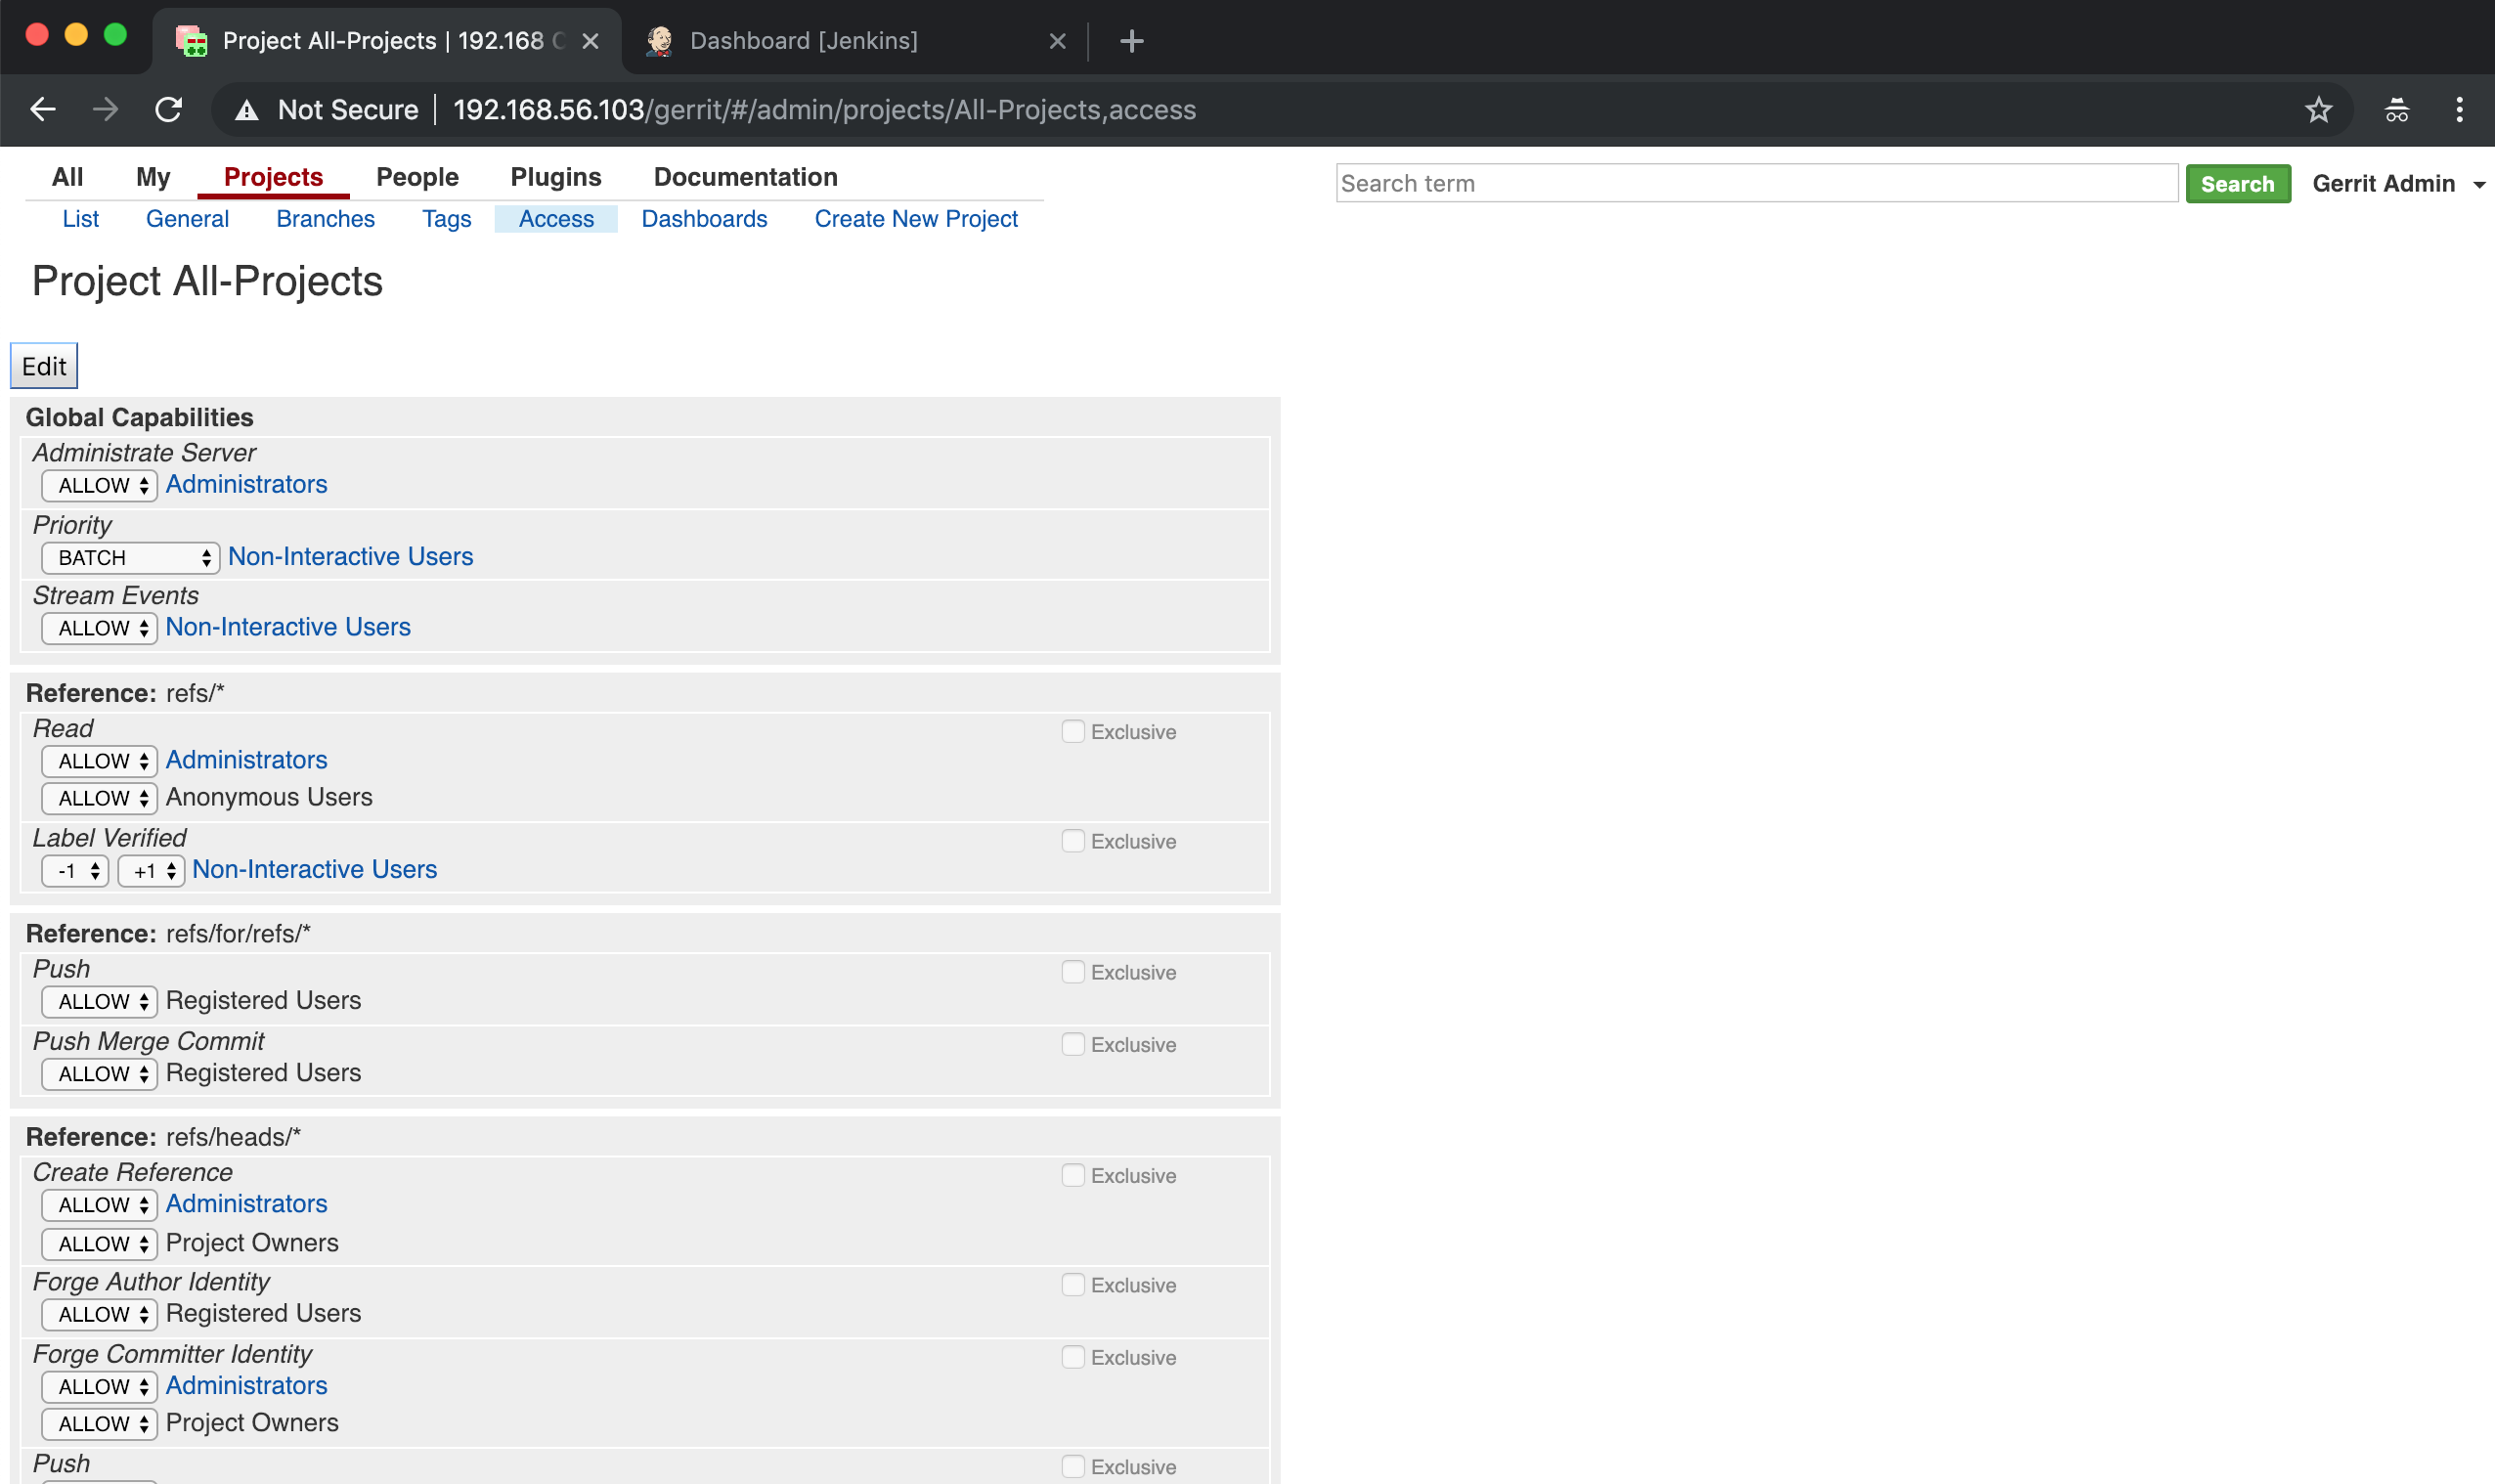 Project All-Projects | 192.168
Dashboard [Jenkins]
Not Secure
192.168.56.103/gerrit/#/admin/projects/All-Projects,access
All My Projects People Plugins Documentation
Search term
Search
Gerrit Admin
List General Branches Tags Access Dashboards Create New Project
Project All-Projects
Edit
Global Capabilities
Administrate Server
ALLOW Administrators
Priority
BATCH Non-Interactive Users
Stream Events
ALLOW Non-Interactive Users
Reference: refs/*
Read Exclusive
ALLOW Administrators
ALLOW Anonymous Users
Label Verified Exclusive
-1 +1 Non-Interactive Users
Reference: refs/for/refs/*
Push Exclusive
ALLOW Registered Users
Push Merge Commit Exclusive
ALLOW Registered Users
Reference: refs/heads/*
Create Reference Exclusive
ALLOW Administrators
ALLOW Project Owners
Forge Author Identity Exclusive
ALLOW Registered Users
Forge Committer Identity Exclusive
ALLOW Administrators
ALLOW Project Owners
Push Exclusive